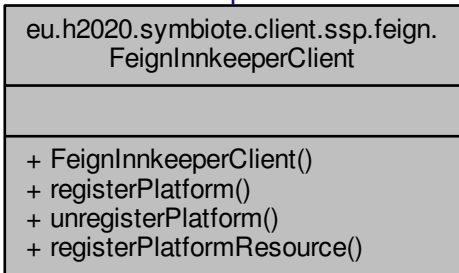 eu.h2020.symbiote.client.ssp.feign.
FeignInnkeeperClient
+ FeignInnkeeperClient()
+ registerPlatform()
+ unregisterPlatform()
+ registerPlatformResource()